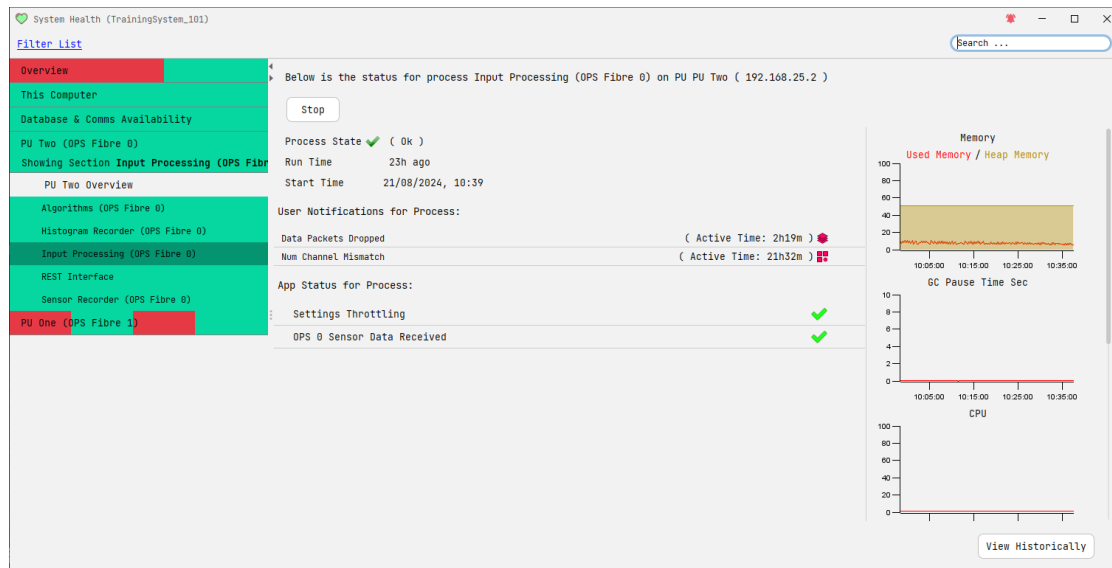 System Health (TrainingSystem_101)
Filter List
Search ...
Overview
This Computer
Database & Comms Availability
PU Two (OPS Fibre 0)
Showing Section Input Processing (OPS Fibr
PU Two Overview
Algorithms (OPS Fibre 0)
Histogram Recorder (OPS Fibre 0)
Input Processing (OPS Fibre 0)
REST Interface
Sensor Recorder (OPS Fibre 0)
PU One (OPS Fibre 1)
Below is the status for process Input Processing (OPS Fibre 0) on PU PU Two ( 192.168.25.2 )
Stop
Process State ( Ok )
Run Time 23h ago
Start Time 21/08/2024, 10:39
User Notifications for Process:
Data Packets Dropped ( Active Time: 2h19m )
Num Channel Mismatch ( Active Time: 21h32m )
App Status for Process:
Settings Throttling
OPS 0 Sensor Data Received
Memory
Used Memory / Heap Memory
100
80
60
40
20
0
10:05:00 10:15:00 10:25:00 10:35:00
GC Pause Time Sec
10
8
6
4
2
0
10:05:00 10:15:00 10:25:00 10:35:00
CPU
100
80
60
40
20
0
View Historically